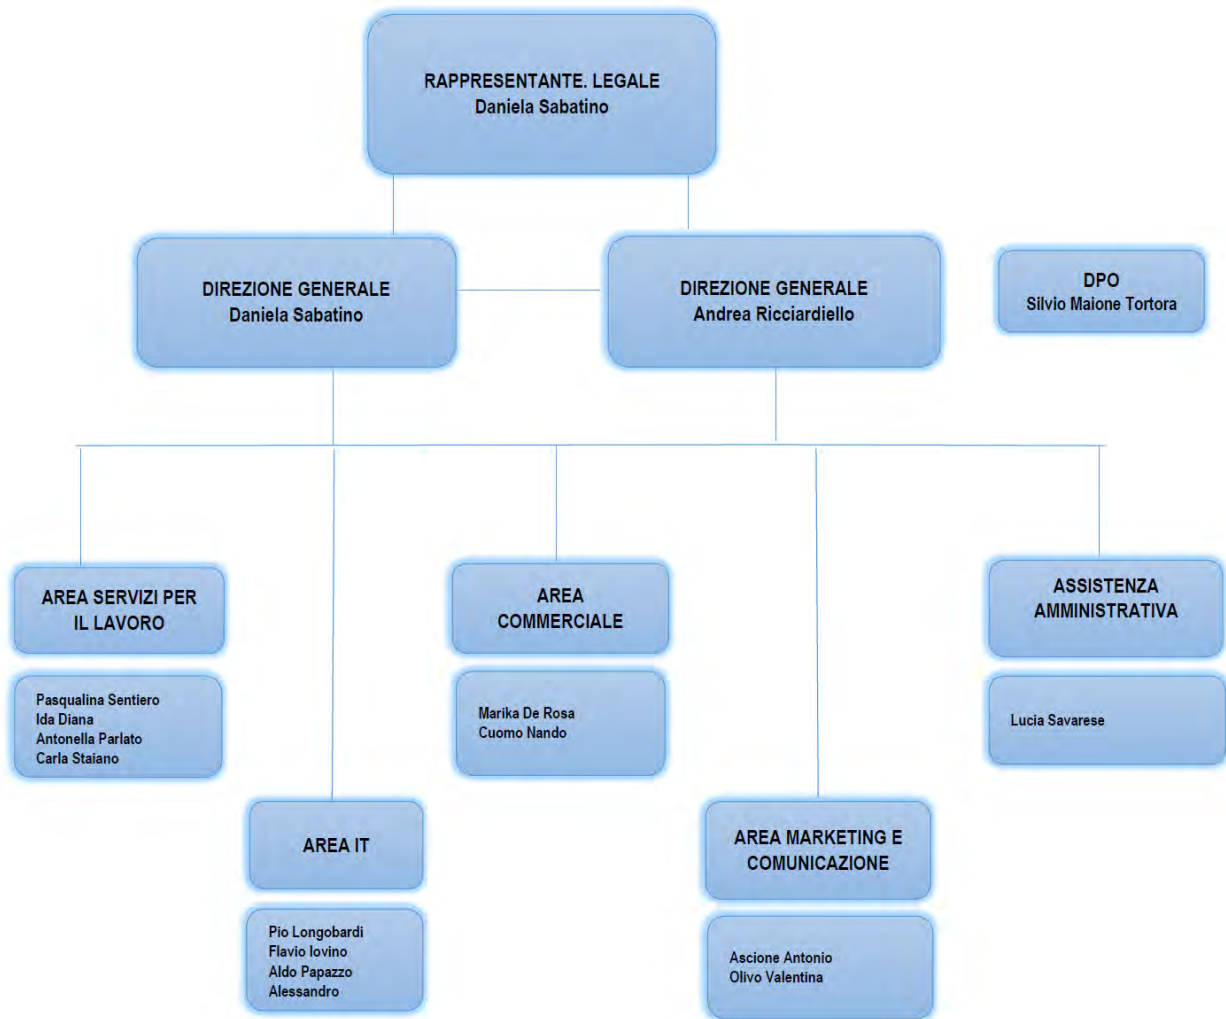 RAPPRESENTANTE. LEGALE
Daniela Sabatino
DIREZIONE GENERALE
Daniela Sabatino
DIREZIONE GENERALE
Andrea Ricciardiello
DPO
Silvio Maione Tortora
AREA SERVIZI PER
IL LAVORO
Pasqualina Sentiero
Ida Diana
Antonella Parlato
Carla Staiano
AREA
COMMERCIALE
Marika De Rosa
Cuomo Nando
ASSISTENZA
AMMINISTRATIVA
Lucia Savarese
AREA IT
Pio Longobardi
Flavio Iovino
Aldo Papazzo
Alessandro
AREA MARKETING E
COMUNICAZIONE
Ascione Antonio
Olivo Valentina